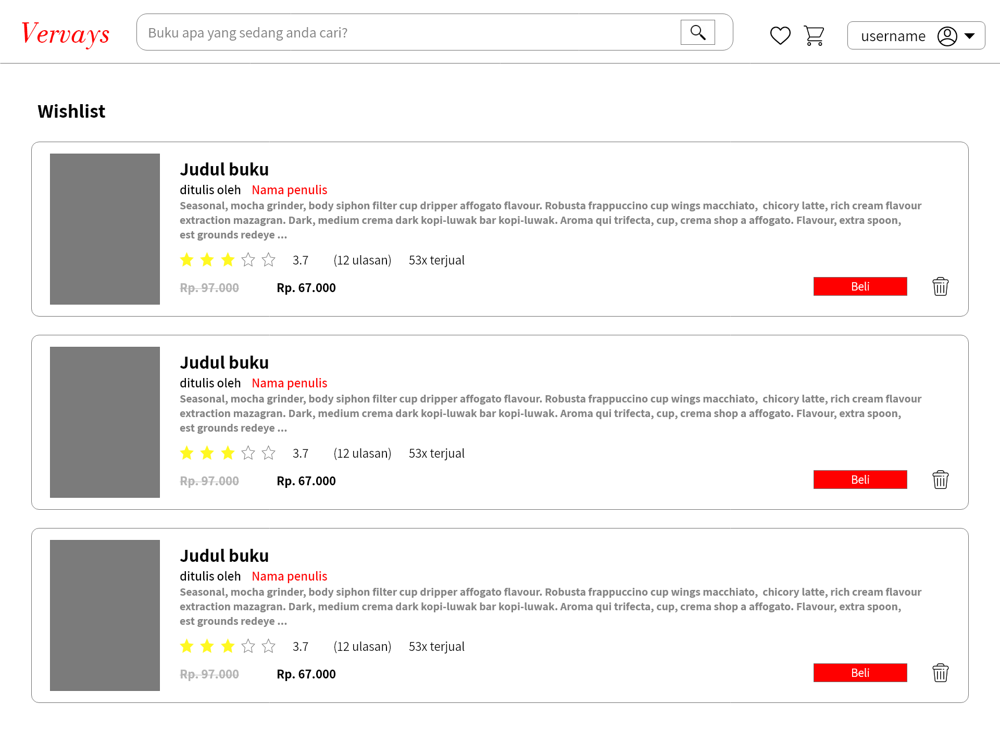 Vervays
Buku apa yang sedang anda cari?
username
Wishlist
Judul buku
ditulis oleh Nama penulis
Seasonal, mocha grinder, body siphon filter cup dripper affogato flavour. Robusta frappuccino cup wings macchiato, chicory latte, rich cream flavour
extraction mazagran. Dark, medium crema dark kopi-luwak bar kopi-luwak. Aroma qui trifecta, cup, crema shop a affogato. Flavour, extra spoon,
est grounds redeye ...
3.7 (12 ulasan) 53x terjual
Rp. 97.000 Rp. 67.000
Beli
Judul buku
ditulis oleh Nama penulis
Seasonal, mocha grinder, body siphon filter cup dripper affogato flavour. Robusta frappuccino cup wings macchiato, chicory latte, rich cream flavour
extraction mazagran. Dark, medium crema dark kopi-luwak bar kopi-luwak. Aroma qui trifecta, cup, crema shop a affogato. Flavour, extra spoon,
est grounds redeye ...
3.7 (12 ulasan) 53x terjual
Rp. 97.000 Rp. 67.000
Beli
Judul buku
ditulis oleh Nama penulis
Seasonal, mocha grinder, body siphon filter cup dripper affogato flavour. Robusta frappuccino cup wings macchiato, chicory latte, rich cream flavour
extraction mazagran. Dark, medium crema dark kopi-luwak bar kopi-luwak. Aroma qui trifecta, cup, crema shop a affogato. Flavour, extra spoon,
est grounds redeye ...
3.7 (12 ulasan) 53x terjual
Rp. 97.000 Rp. 67.000
Beli